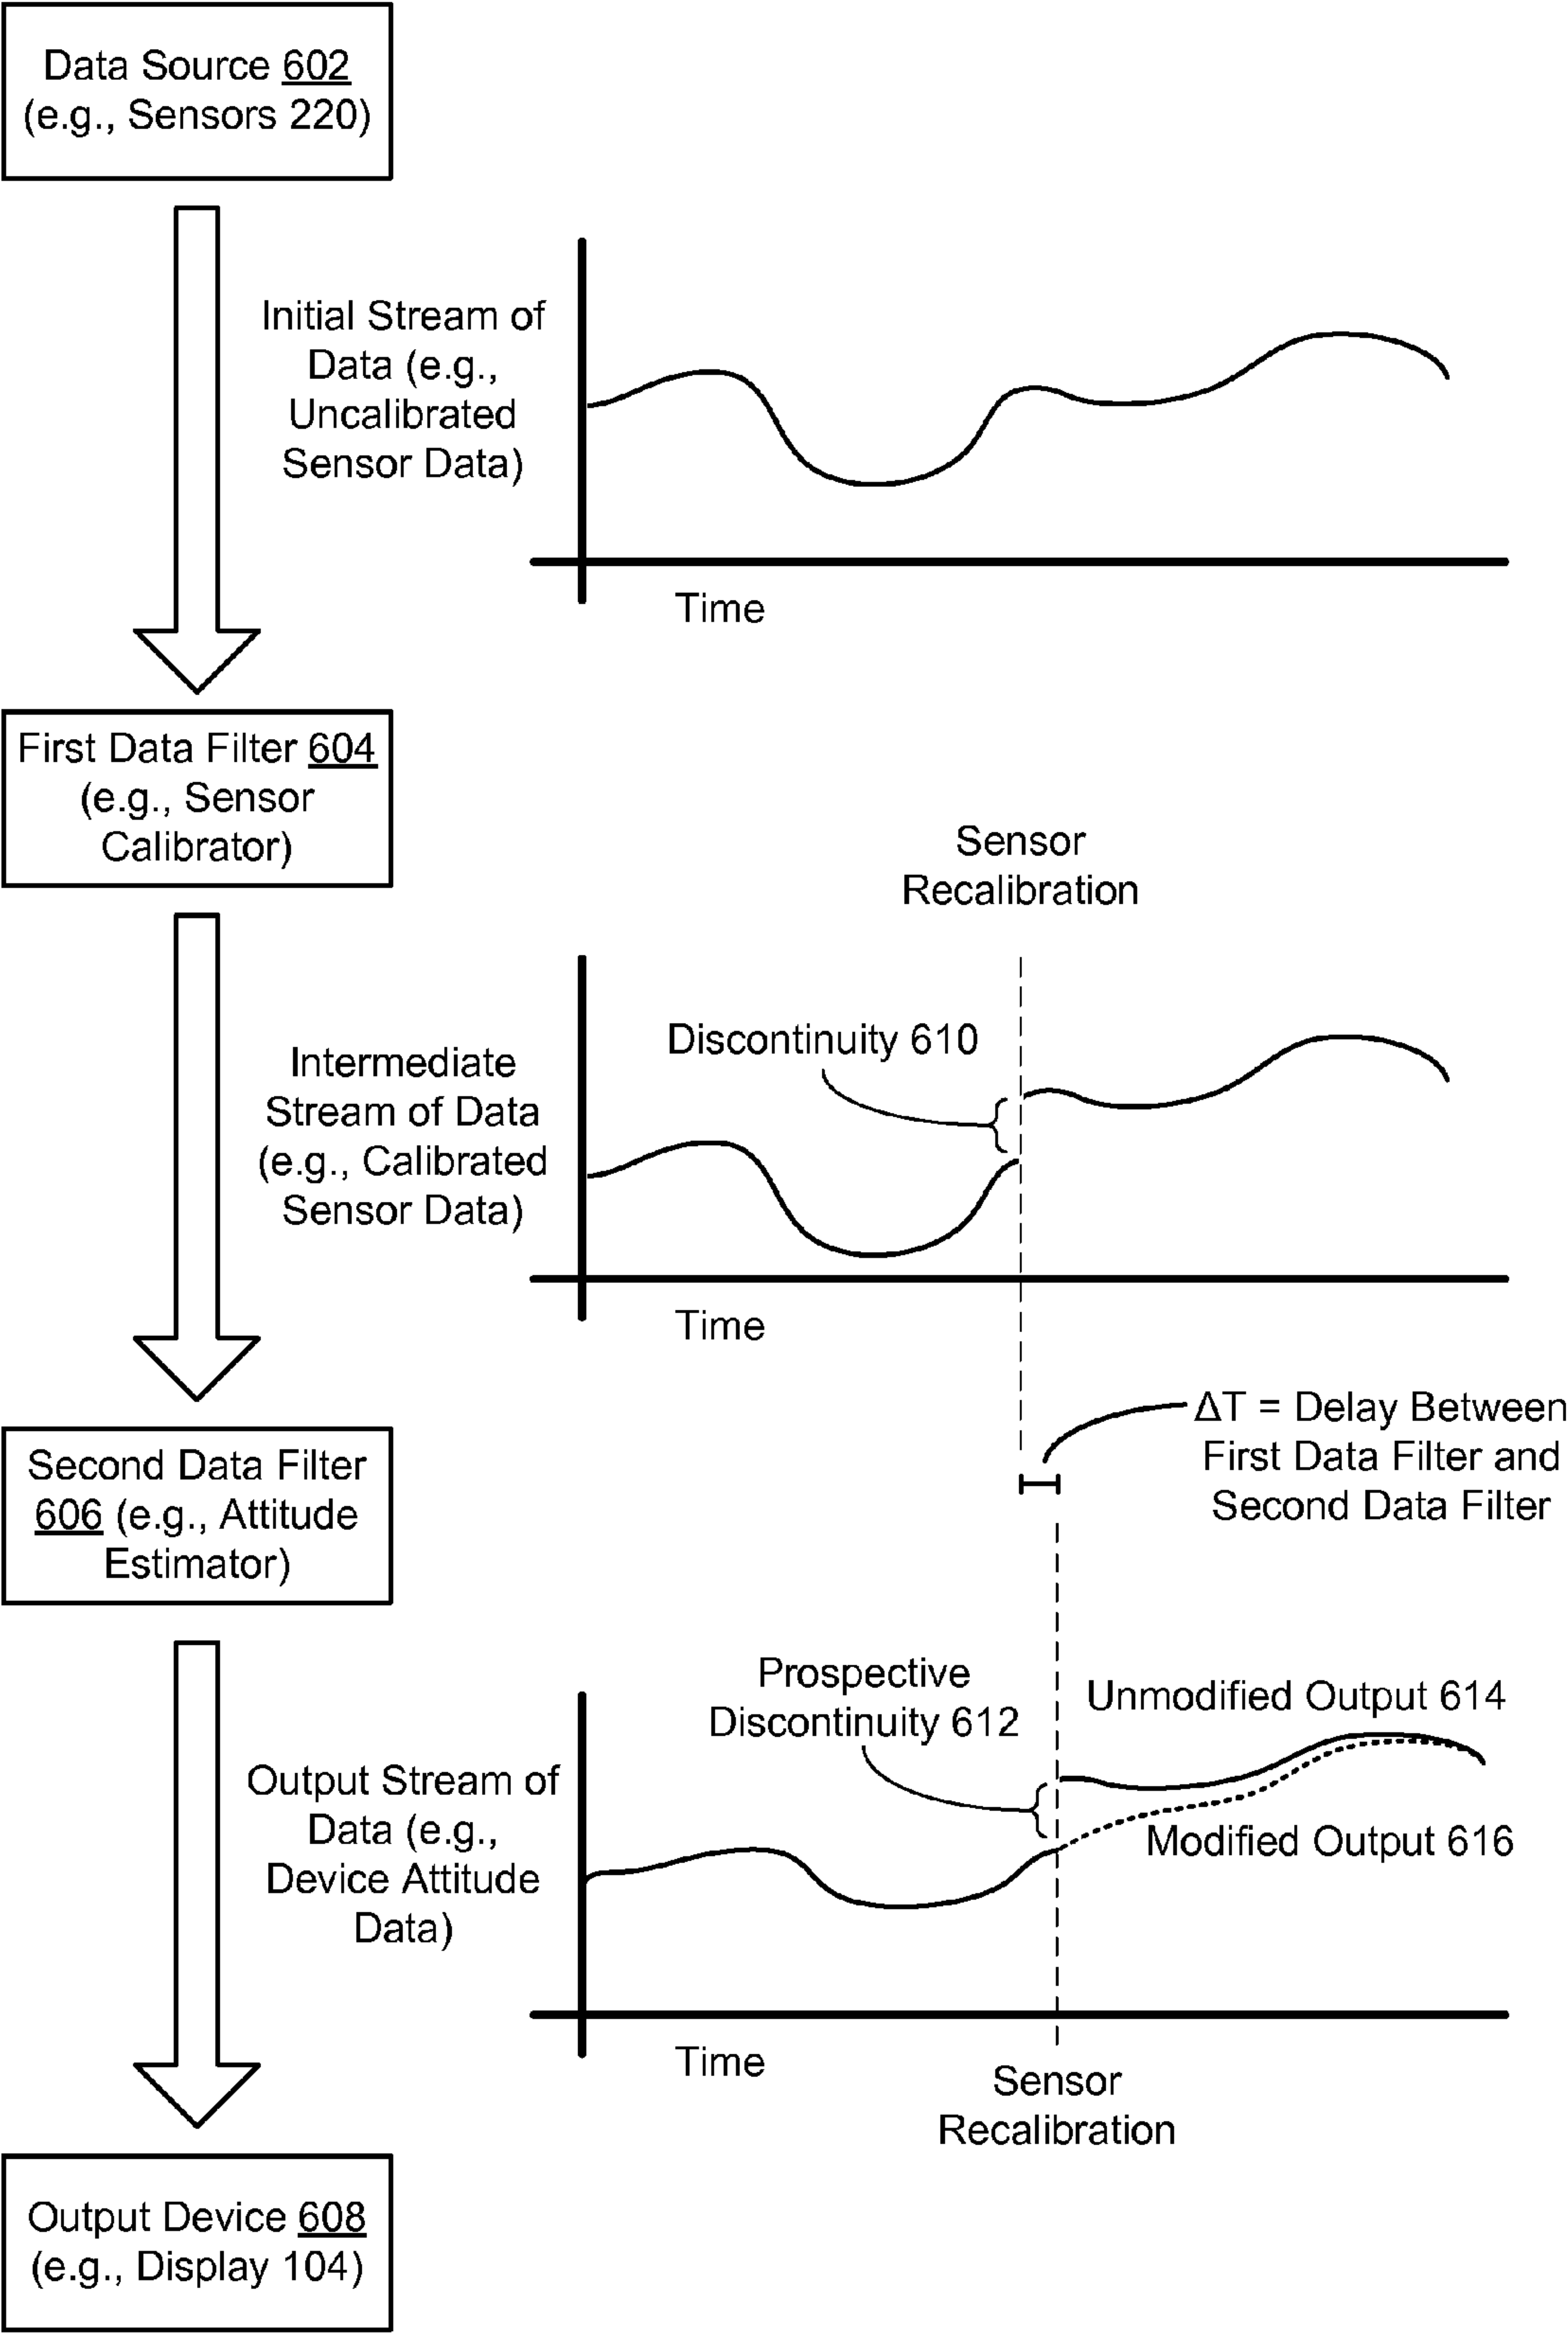 Data Source 602
(e.g., Sensors 220)
Initial Stream of
Data (e.g.,
Uncalibrated
Sensor Data)
Time
First Data Filter 604
(e.g., Sensor
Calibrator)
Sensor
Recalibration
Discontinuity 610
Intermediate
Stream of Data
(e.g., Calibrated
Sensor Data)
Time
ΔT = Delay Between
First Data Filter and
Second Data Filter
Second Data Filter
606 (e.g., Attitude
Estimator)
Prospective
Discontinuity 612
Unmodified Output 614
Output Stream of
Data (e.g.,
Device Attitude
Data)
Modified Output 616
Time
Sensor
Recalibration
Output Device 608
(e.g., Display 104)